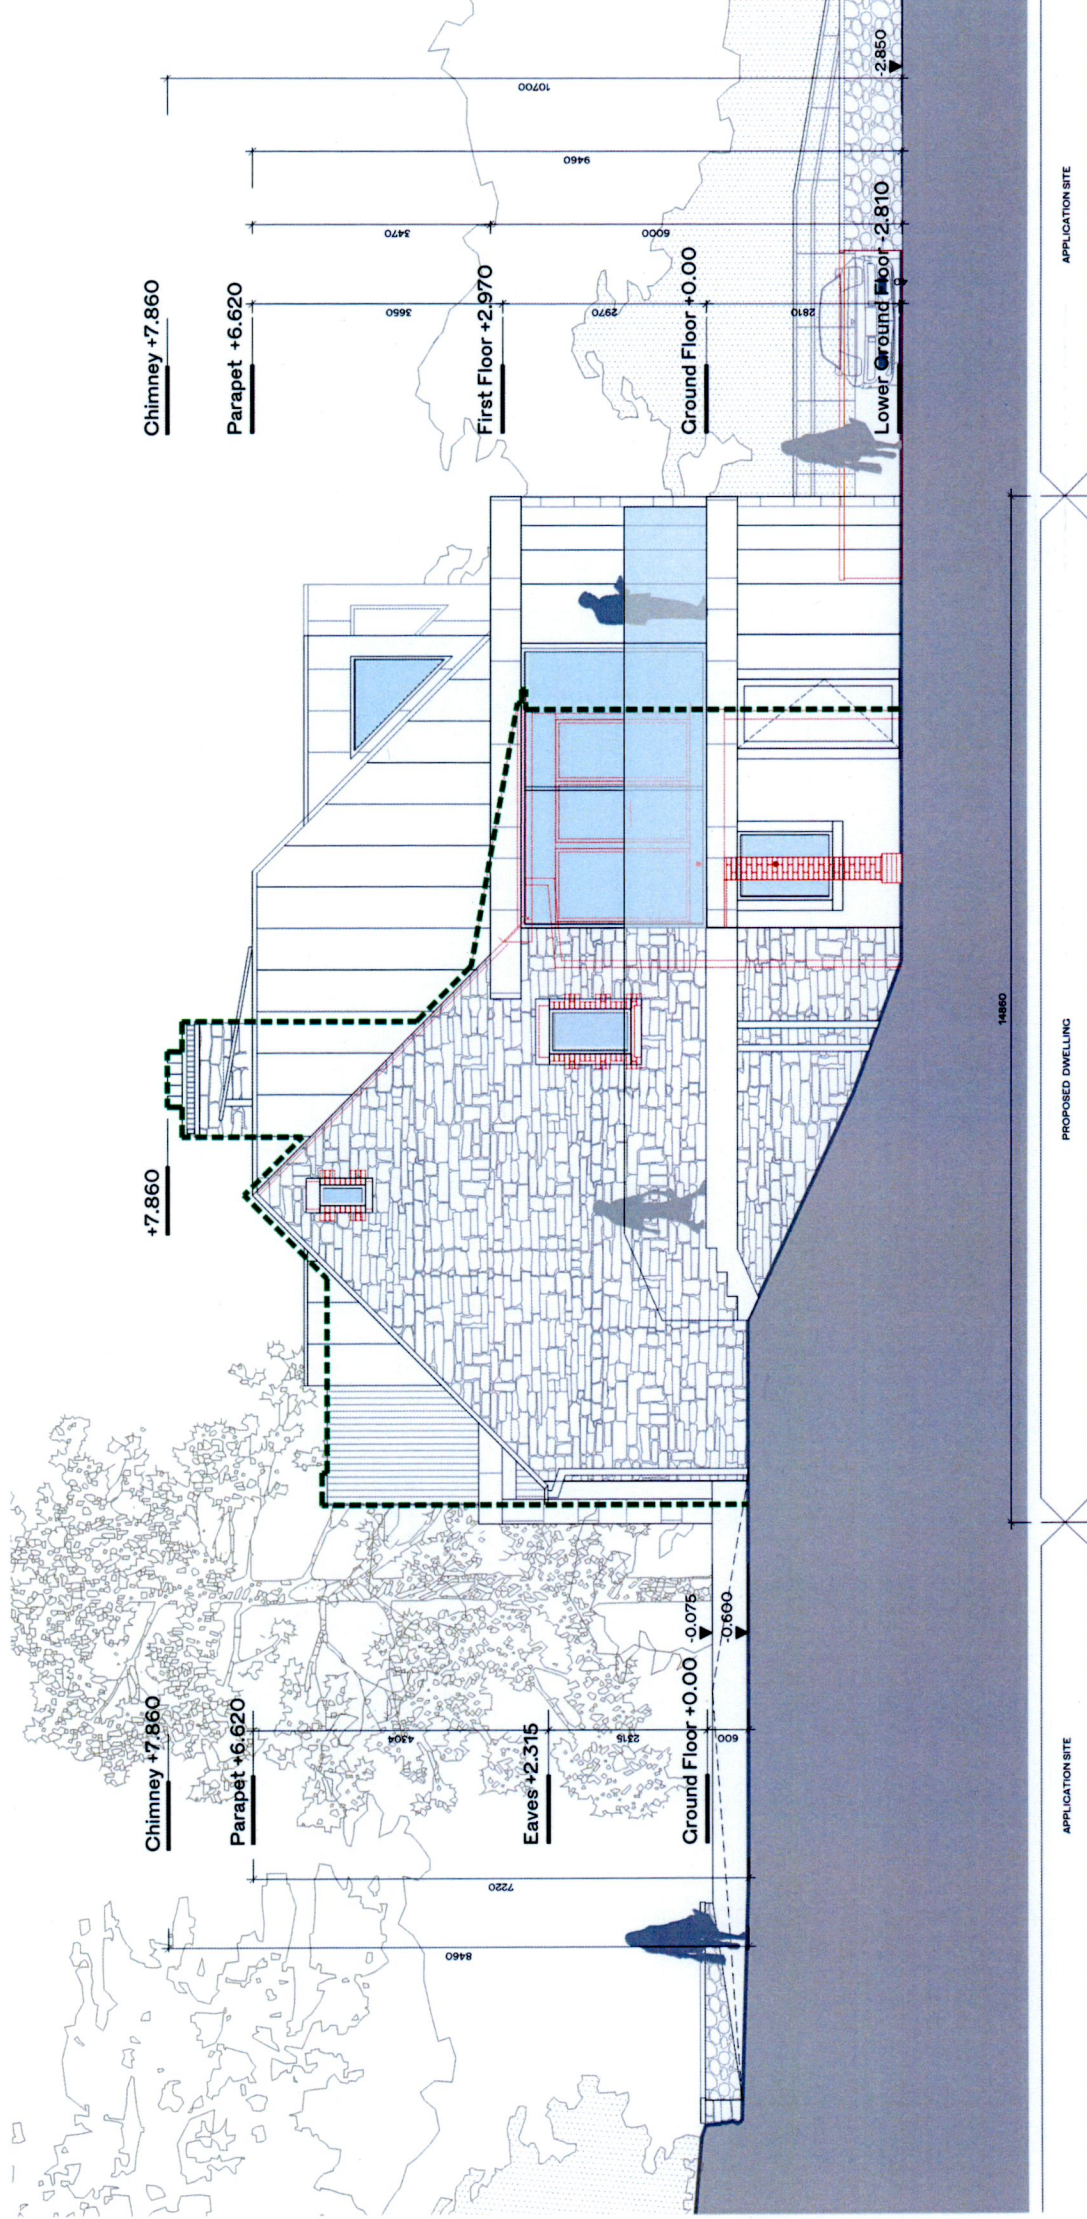 Chimney +7.860
Parapet +6.620
Eaves +2.315
Ground Floor +0.00
-0.075
-0.600
8460
7220
4304
2315
600
+7.860
Chimney +7.860
Parapet +6.620
First Floor +2.970
Ground Floor +0.00
Lower Ground Floor -2.810
-2.850
3650
2970
2810
3470
6000
9460
10700
14860
APPLICATION SITE
PROPOSED DWELLING
APPLICATION SITE